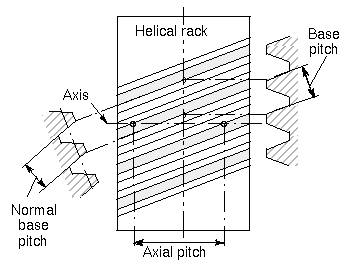 Helical rack
Base
pitch
Axis
Normal
base
pitch
Axial pitch